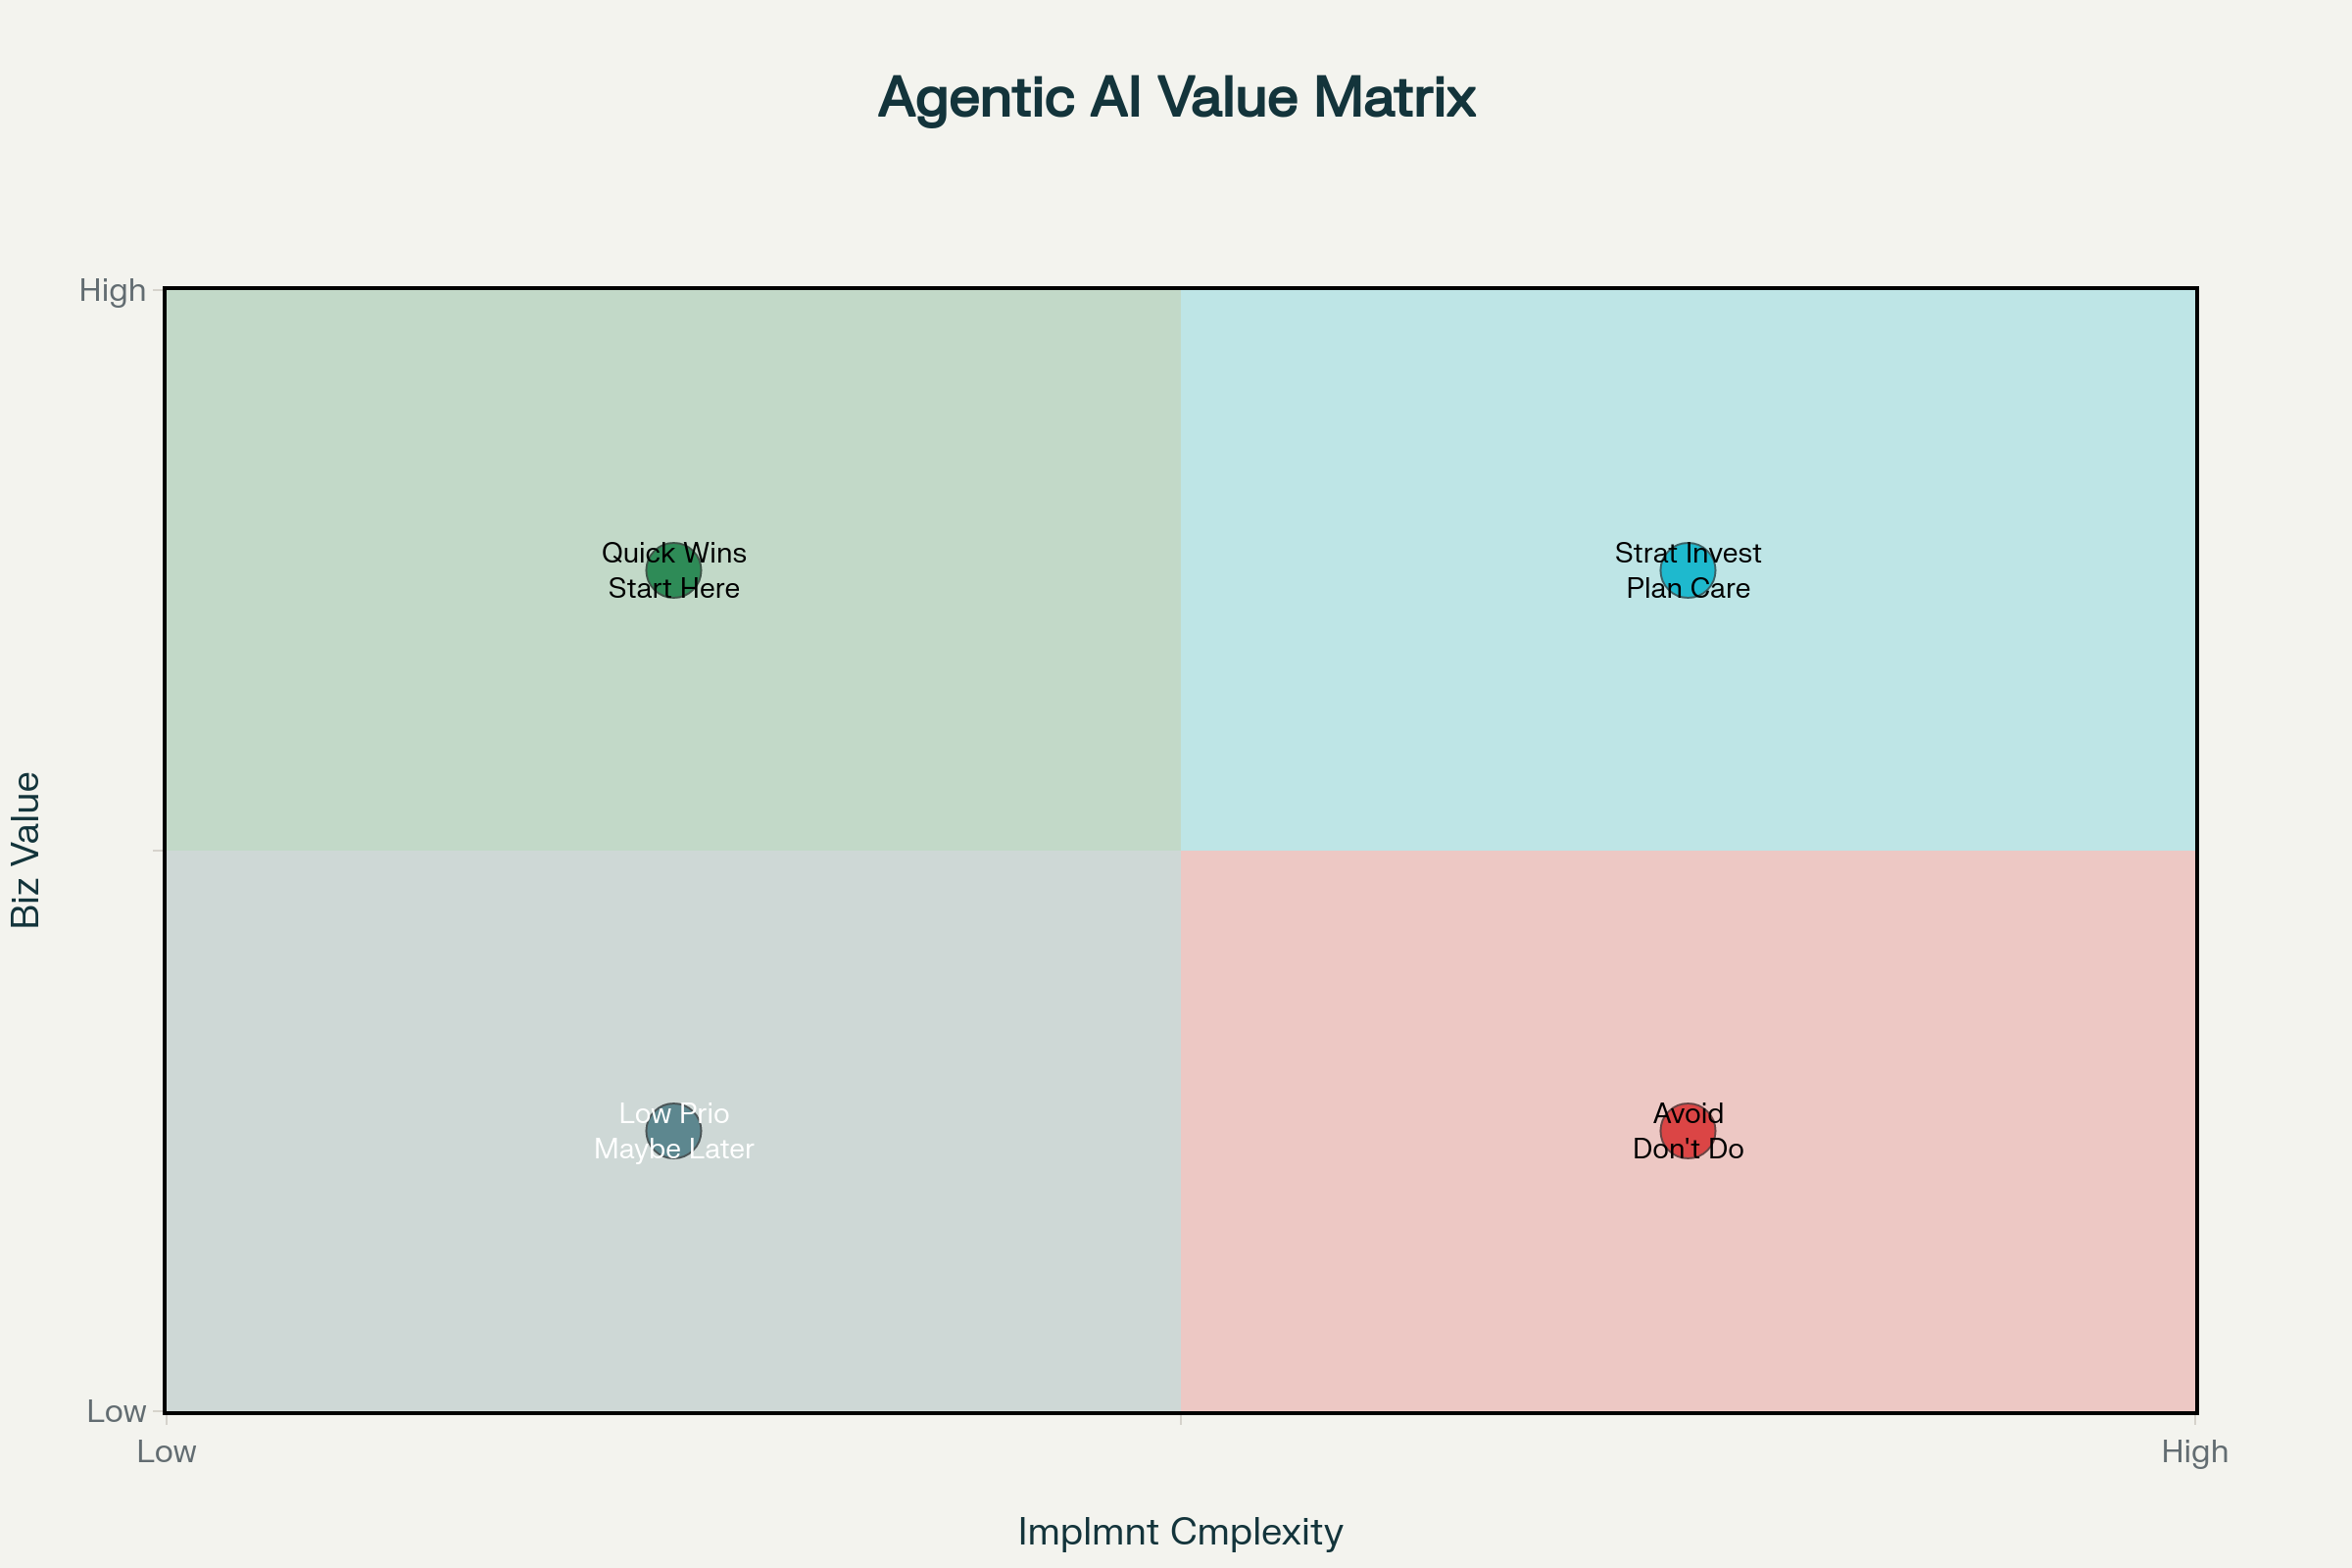 Agentic AI Value Matrix
High
Quick Wins
Start Here
Strat Invest
Plan Care
Biz Value
Low Prio
Maybe Later
Avoid
Don't Do
Low
Low
High
Implmnt Cmplexity